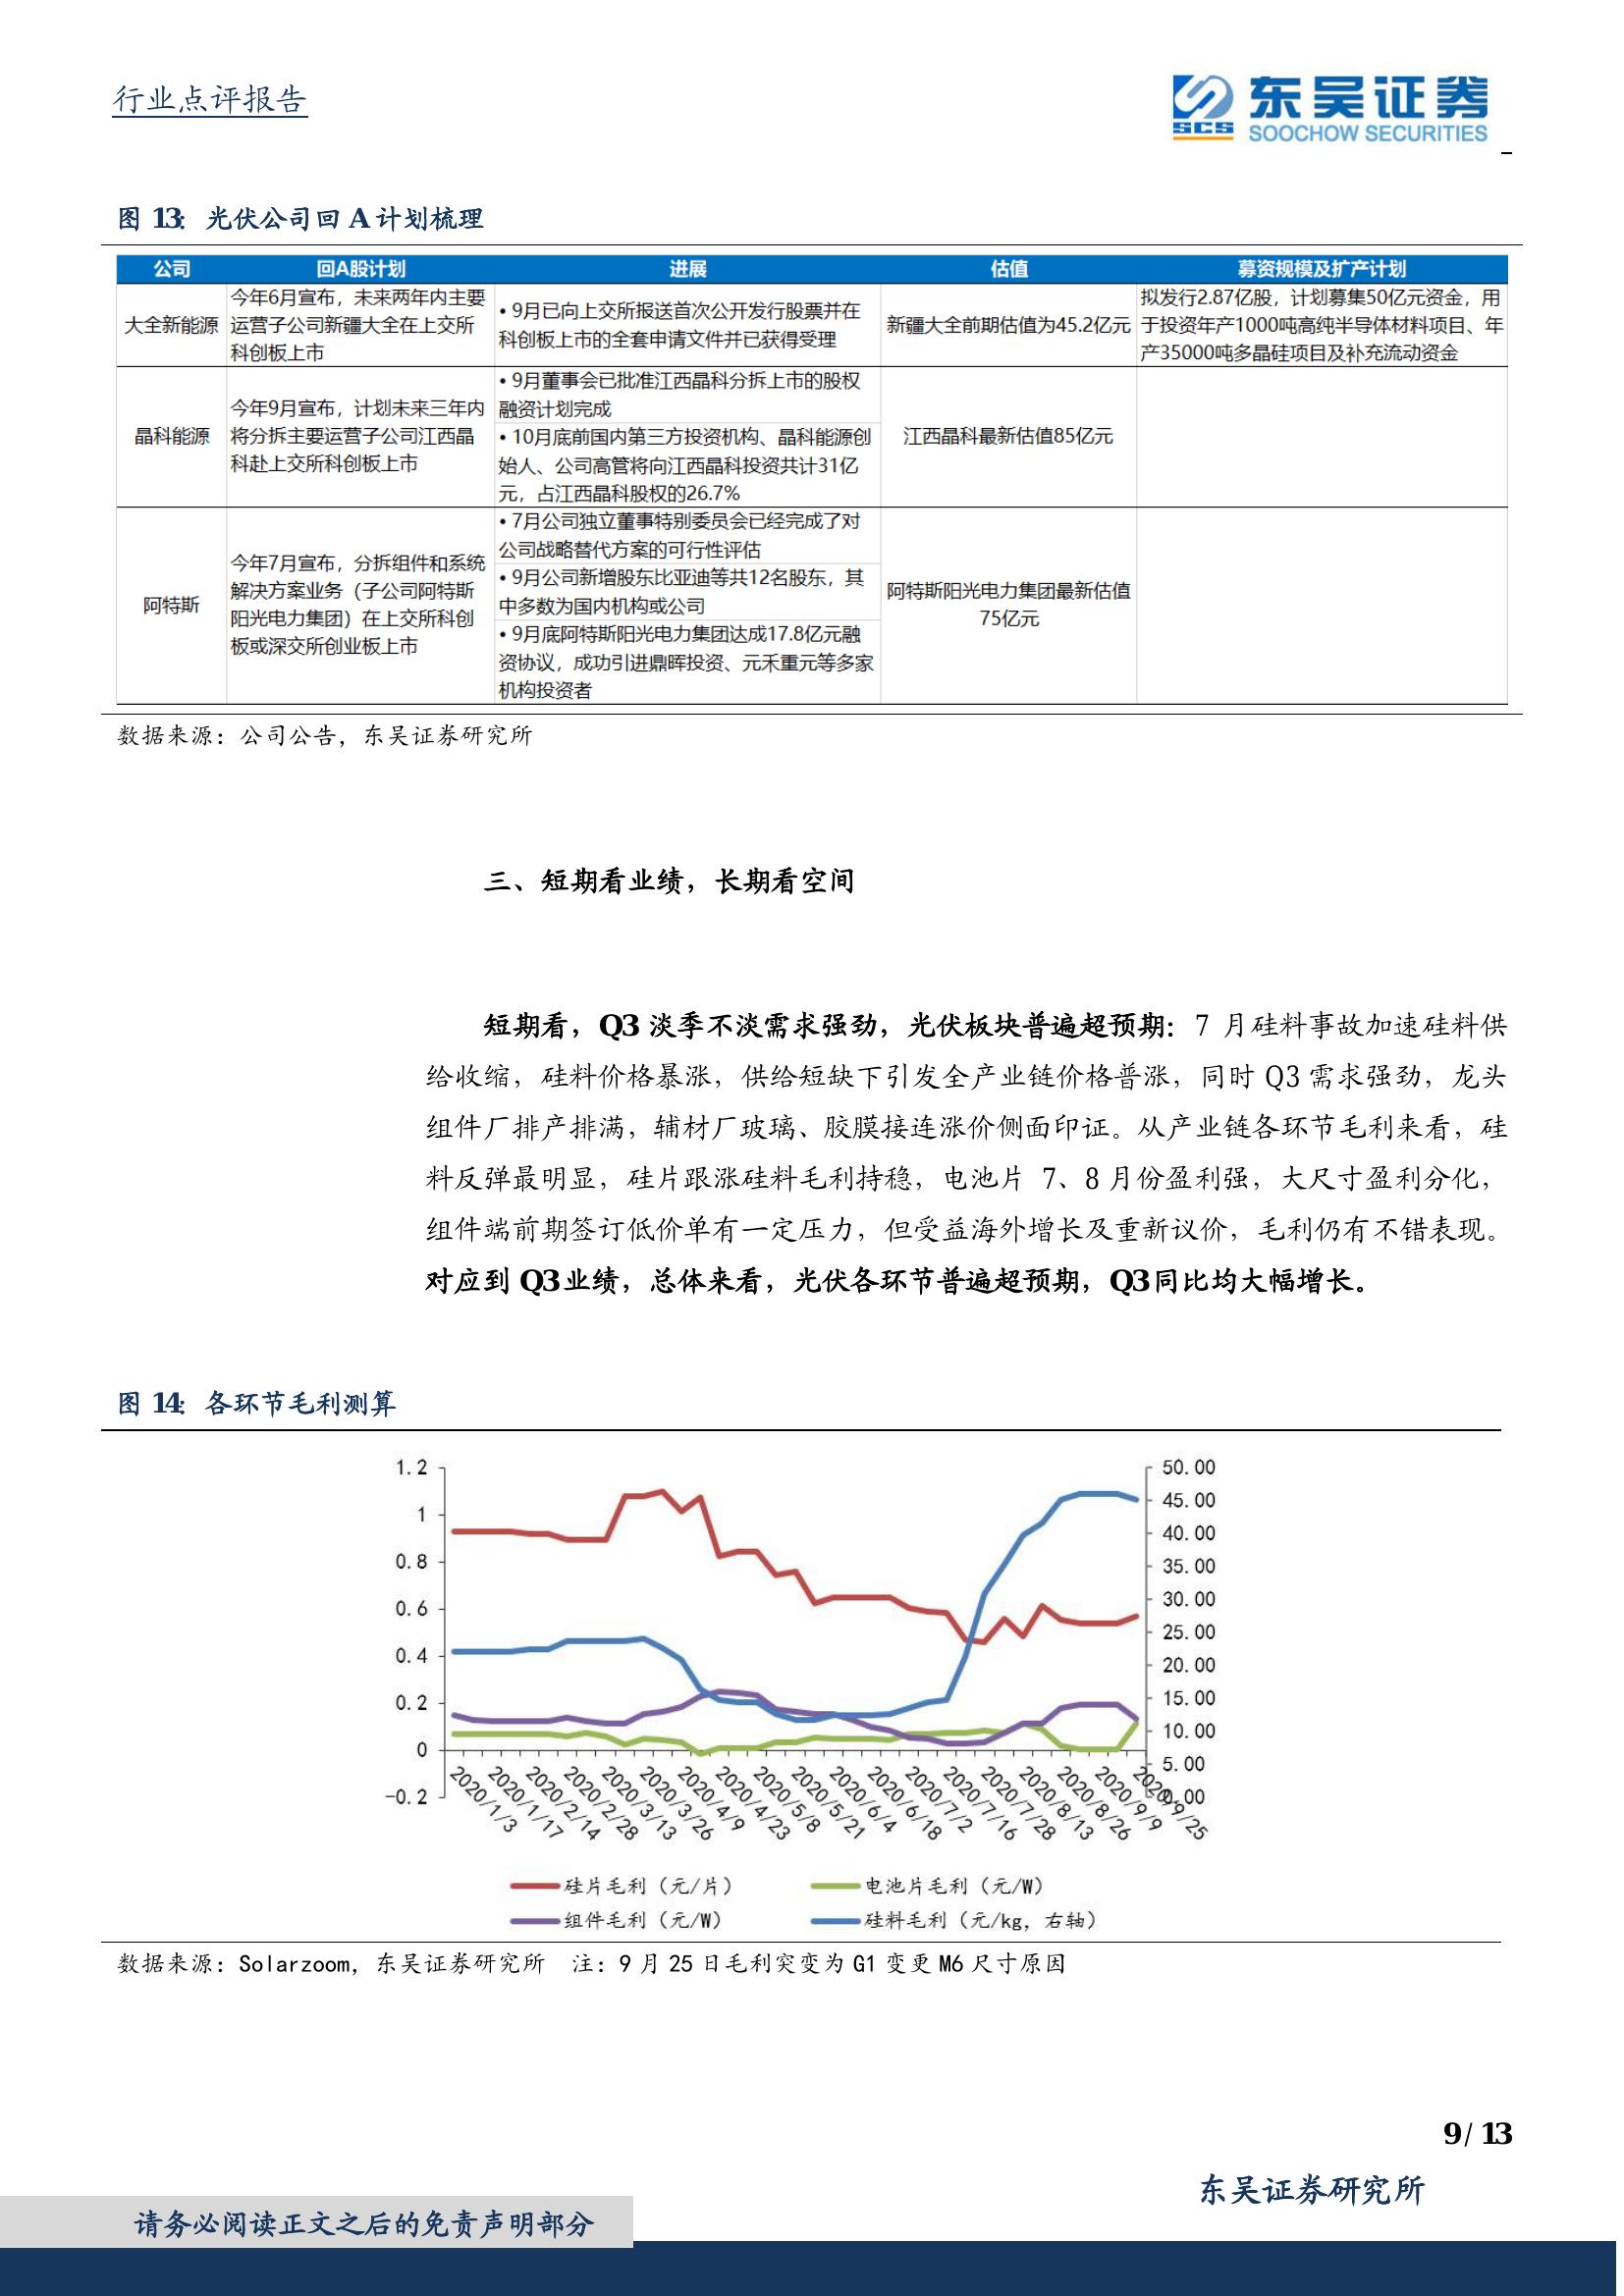 行业点评报告
东吴证券
SCS
SOOCHOW SECURITIES
图 13: 光伏公司回 A 计划梳理
公司 回A股计划 进展 估值 募资规模及扩产计划
大全新能源
今年6月宣布，未来两年内主要
运营子公司新疆大全在上交所
科创板上市
• 9月已向上交所报送首次公开发行股票并在
科创板上市的全套申请文件并已获得受理
新疆大全前期估值为45.2亿元
拟发行2.87亿股，计划募集50亿元资金，用
于投资年产1000吨高纯半导体材料项目、年
产35000吨多晶硅项目及补充流动资金
晶科能源
今年9月宣布，计划未来三年内
将分拆主要运营子公司江西晶
科赴上交所科创板上市
• 9月董事会已批准江西晶科分拆上市的股权
融资计划完成
• 10月底前国内第三方投资机构、晶科能源创
始人、公司高管将向江西晶科投资共计31亿
元，占江西晶科股权的26.7%
江西晶科最新估值85亿元
阿特斯
今年7月宣布，分拆组件和系统
解决方案业务（子公司阿特斯
阳光电力集团）在上交所科创
板或深交所创业板上市
• 7月公司独立董事特别委员会已经完成了对
公司战略替代方案的可行性评估
• 9月公司新增股东比亚迪等共12名股东，其
中多数为国内机构或公司
• 9月底阿特斯阳光电力集团达成17.8亿元融
资协议，成功引进鼎晖投资、元禾重元等多家
机构投资者
阿特斯阳光电力集团最新估值
75亿元
数据来源：公司公告，东吴证券研究所
三、短期看业绩，长期看空间
短期看，Q3 淡季不淡需求强劲，光伏板块普遍超预期：7 月硅料事故加速硅料供
给收缩，硅料价格暴涨，供给短缺下引发全产业链价格普涨，同时 Q3 需求强劲，龙头
组件厂排产排满，辅材厂玻璃、胶膜接连涨价侧面印证。从产业链各环节毛利来看，硅
料反弹最明显，硅片跟涨硅料毛利持稳，电池片 7、8 月份盈利强，大尺寸盈利分化，
组件端前期签订低价单有一定压力，但受益海外增长及重新议价，毛利仍有不错表现。
对应到 Q3 业绩，总体来看，光伏各环节普遍超预期，Q3 同比均大幅增长。
图 14: 各环节毛利测算
1.2
1
0.8
0.6
0.4
0.2
0
-0.2
50.00
45.00
40.00
35.00
30.00
25.00
20.00
15.00
10.00
5.00
0.00
2020/1/3
2020/1/17
2020/2/14
2020/2/28
2020/3/13
2020/3/26
2020/4/9
2020/4/23
2020/5/8
2020/5/21
2020/6/4
2020/6/18
2020/7/2
2020/7/16
2020/7/28
2020/8/13
2020/8/26
2020/9/9
2020/9/25
硅片毛利（元/片） 电池片毛利（元/W）
组件毛利（元/W） 硅料毛利（元/kg，右轴）
数据来源：Solarzoom，东吴证券研究所 注：9 月 25 日毛利突变为 G1 变更 M6 尺寸原因
9 / 13
东吴证券研究所
请务必阅读正文之后的免责声明部分